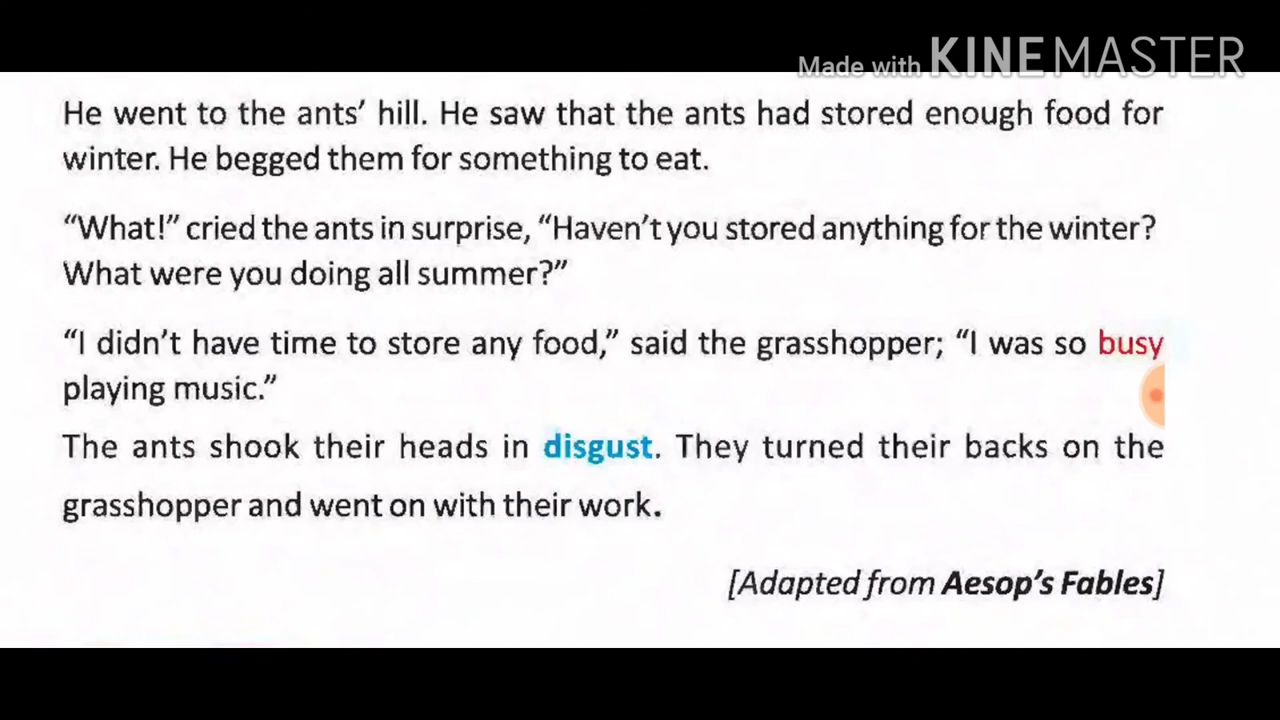 Made with KINEMASTER
He went to the ants’ hill. He saw that the ants had stored enough food for
winter. He begged them for something to eat.
“What!” cried the ants in surprise, “Haven’t you stored anything for the winter?
What were you doing all summer?”
“I didn’t have time to store any food,” said the grasshopper; “I was so busy
playing music.”
The ants shook their heads in disgust. They turned their backs on the
grasshopper and went on with their work.
[Adapted from Aesop’s Fables]